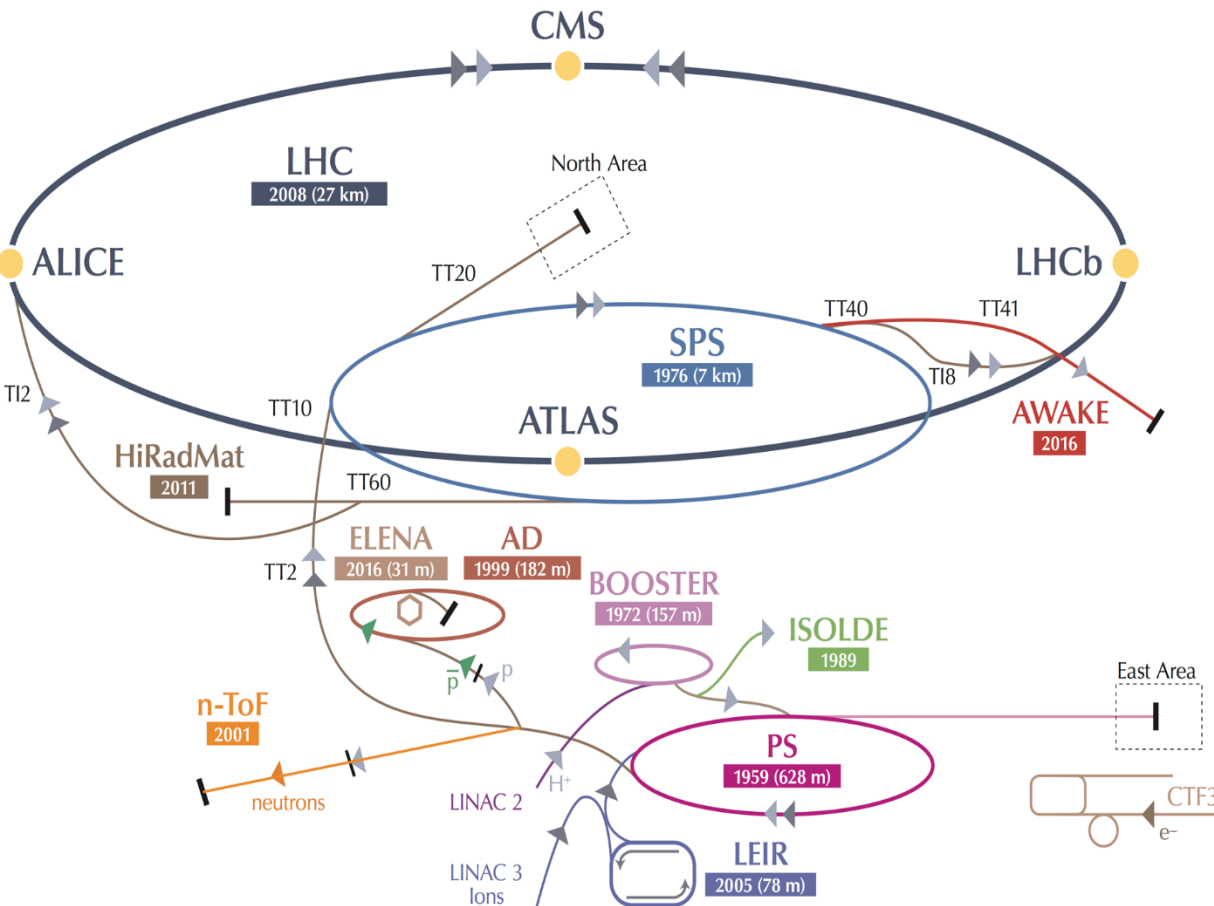 CMS
LHC
2008 (27 km)
North Area
ALICE
LHCb
TT20
TT40
TT41
SPS
1976 (7 km)
TI8
TI2
TT10
ATLAS
AWAKE
2016
HiRadMat
2011
TT60
ELENA
2016 (31 m)
AD
1999 (182 m)
TT2
BOOSTER
1972 (157 m)
ISOLDE
1989
p̅
p
East Area
n-ToF
2001
PS
1959 (628 m)
neutrons
LINAC 2
H⁺
CTF3
e⁻
LEIR
2005 (78 m)
LINAC 3
Ions